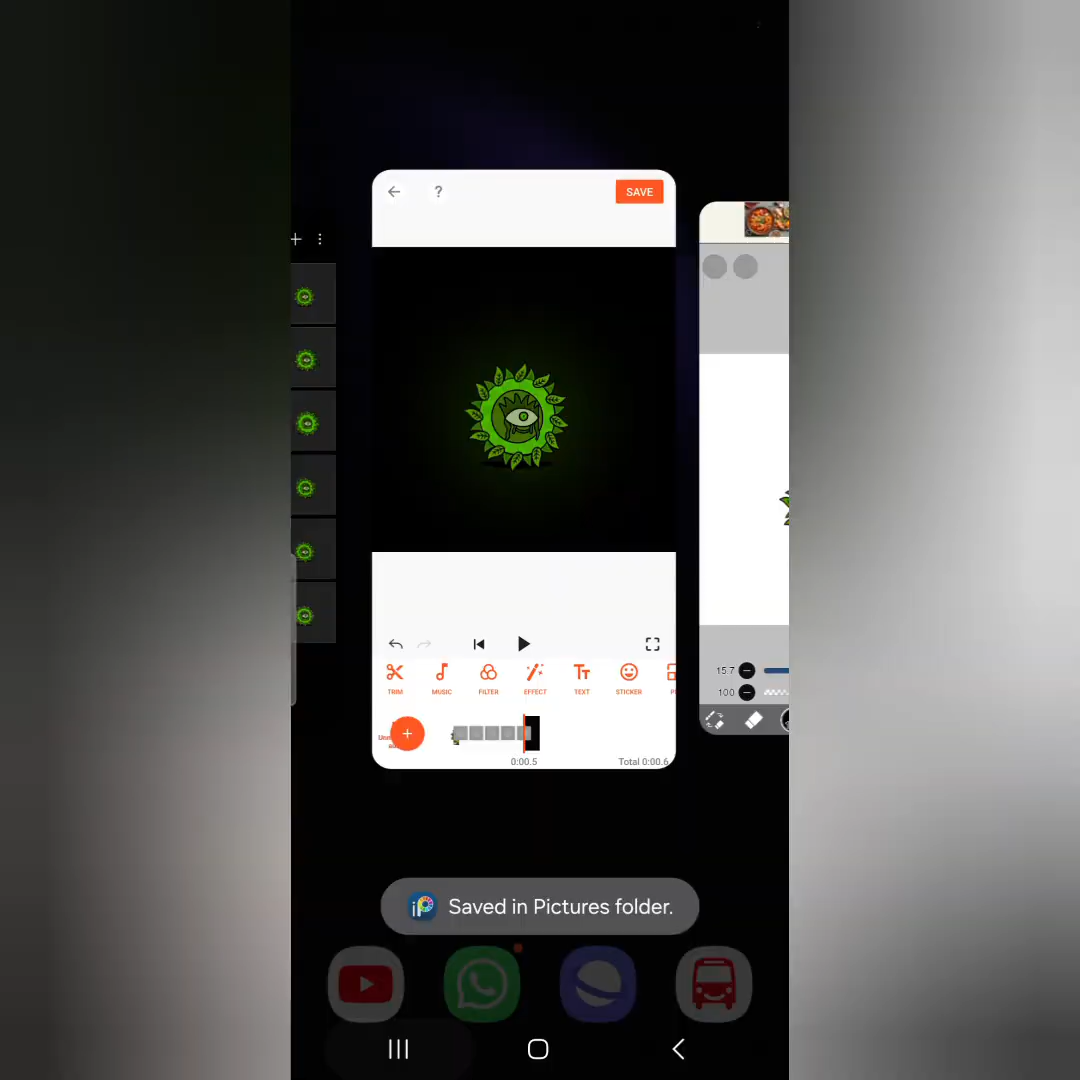 ?
SAVE
15.7
100
TRIM
MUSIC
FILTER
EFFECT
TEXT
STICKER
0:00.5
Total 0:00.6
Saved in Pictures folder.